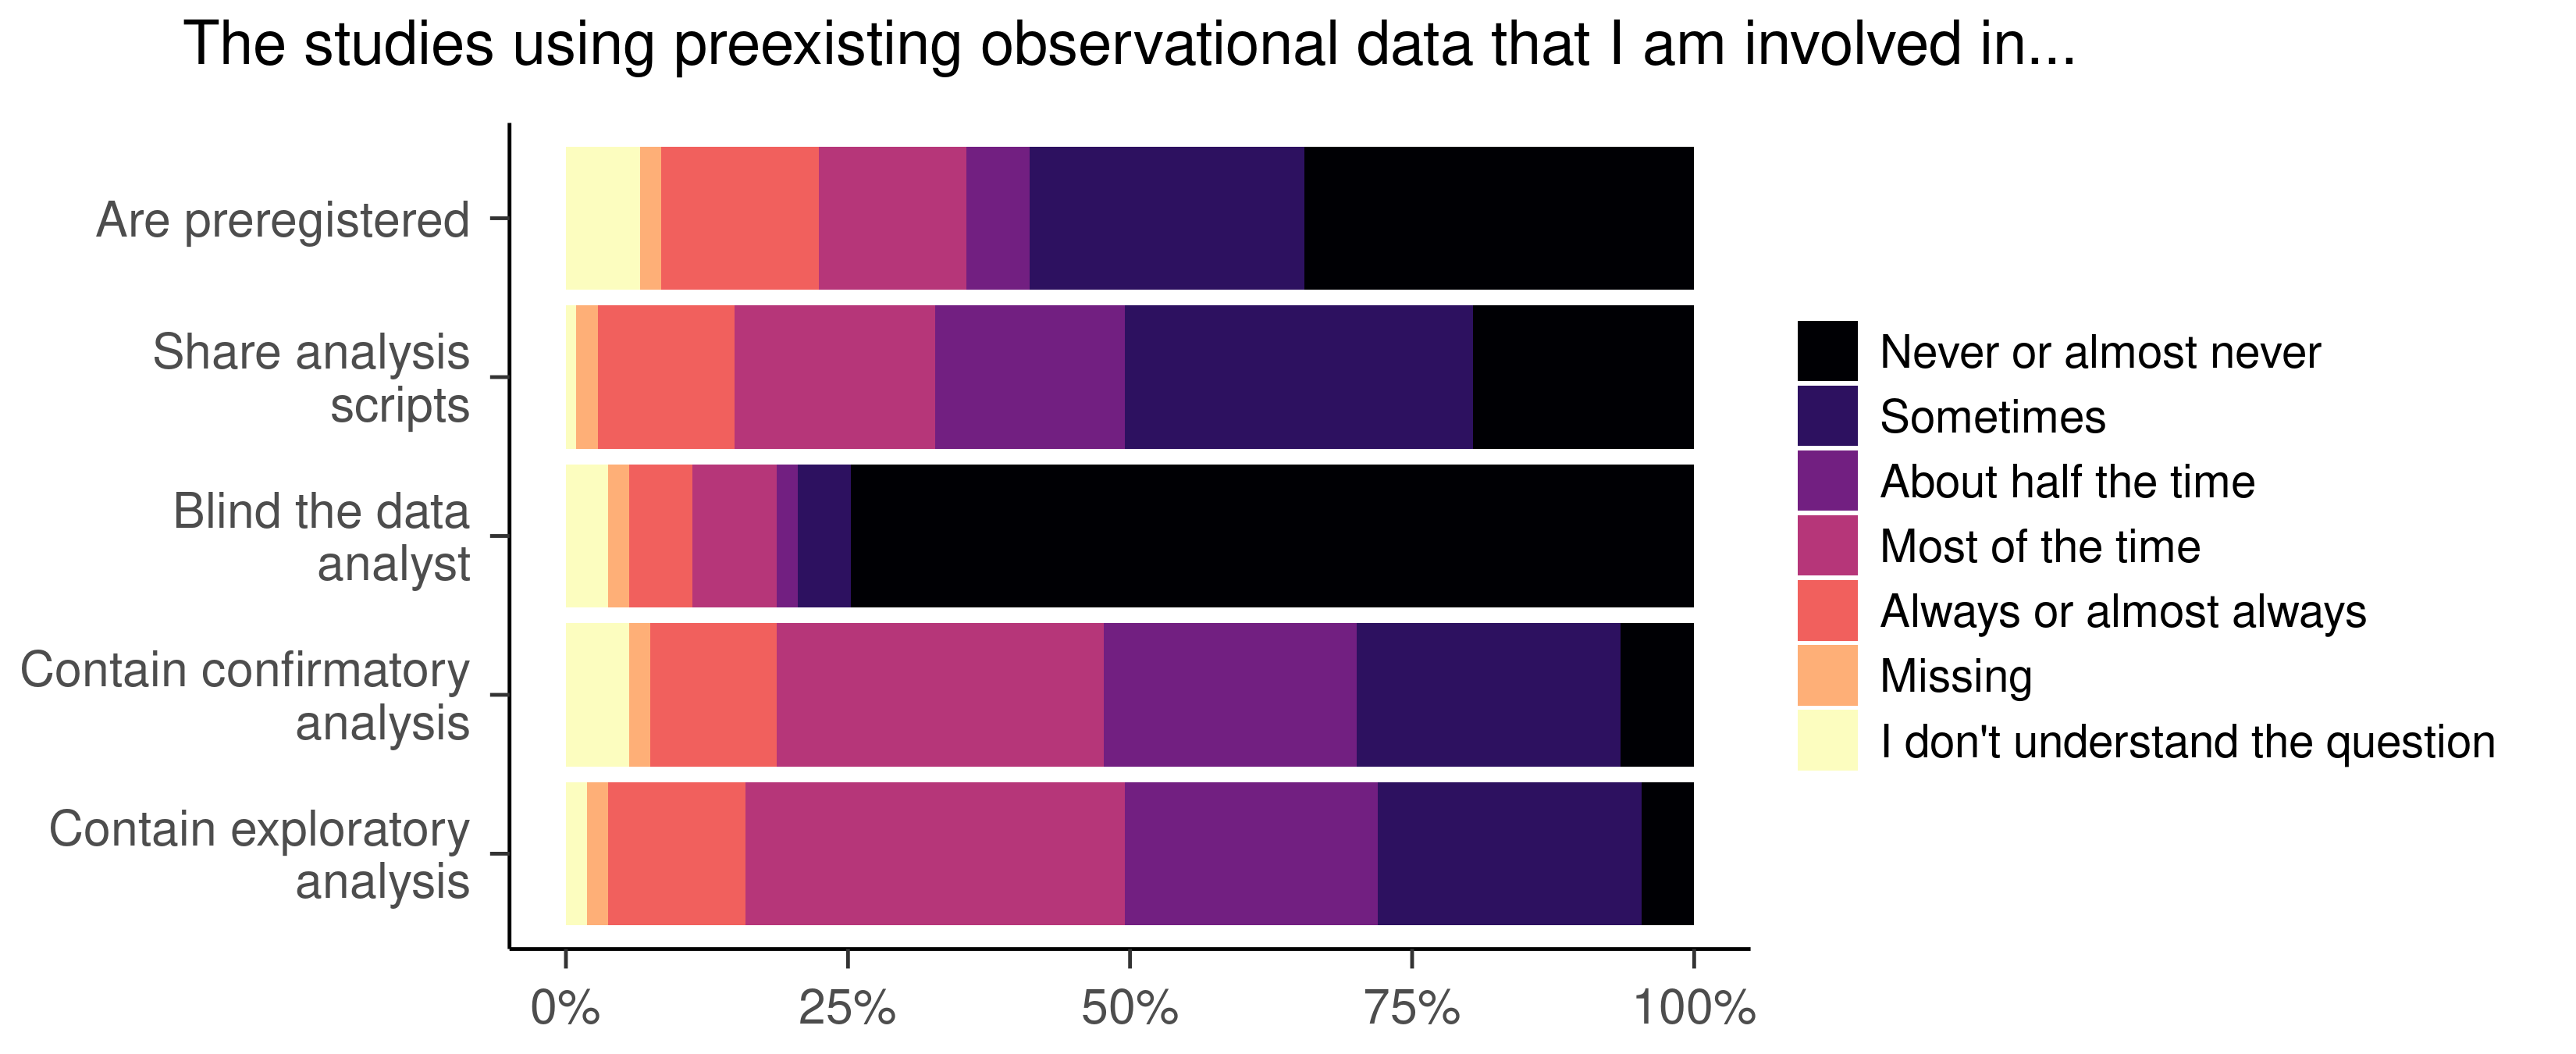 The studies using preexisting observational data that I am involved in...
Are preregistered
Share analysis
scripts
Blind the data
analyst
Contain confirmatory
analysis
Contain exploratory
analysis
0% 25% 50% 75% 100%
Never or almost never
Sometimes
About half the time
Most of the time
Always or almost always
Missing
I don't understand the question